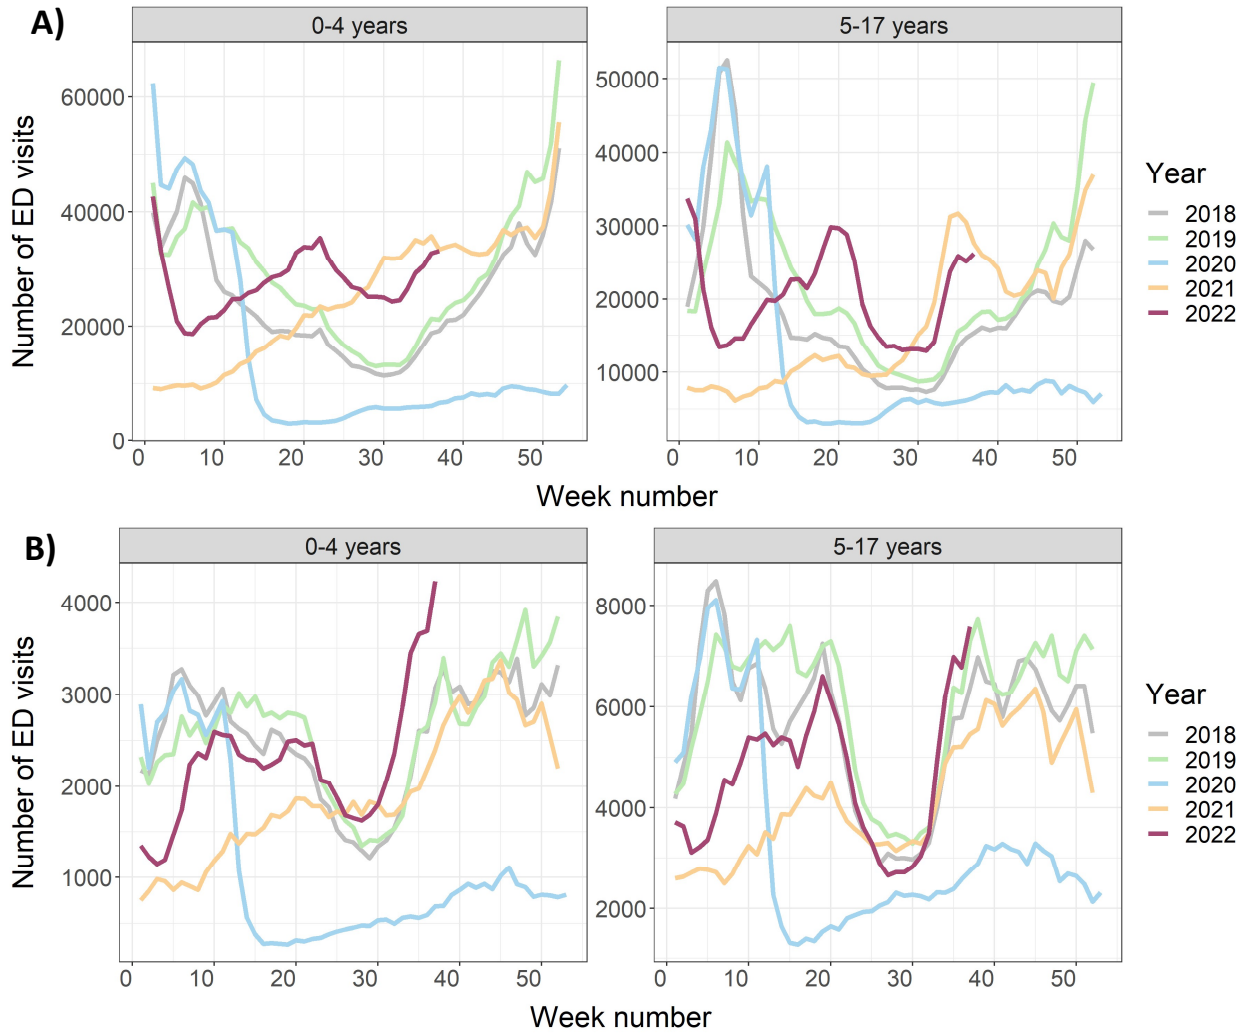 A)
0-4 years
5-17 years
Number of ED visits
60000
40000
20000
0
50000
40000
30000
20000
10000
0 10 20 30 40 50
0 10 20 30 40 50
Week number
Year
2018
2019
2020
2021
2022
B)
0-4 years
5-17 years
Number of ED visits
4000
3000
2000
1000
8000
6000
4000
2000
0 10 20 30 40 50
0 10 20 30 40 50
Week number
Year
2018
2019
2020
2021
2022